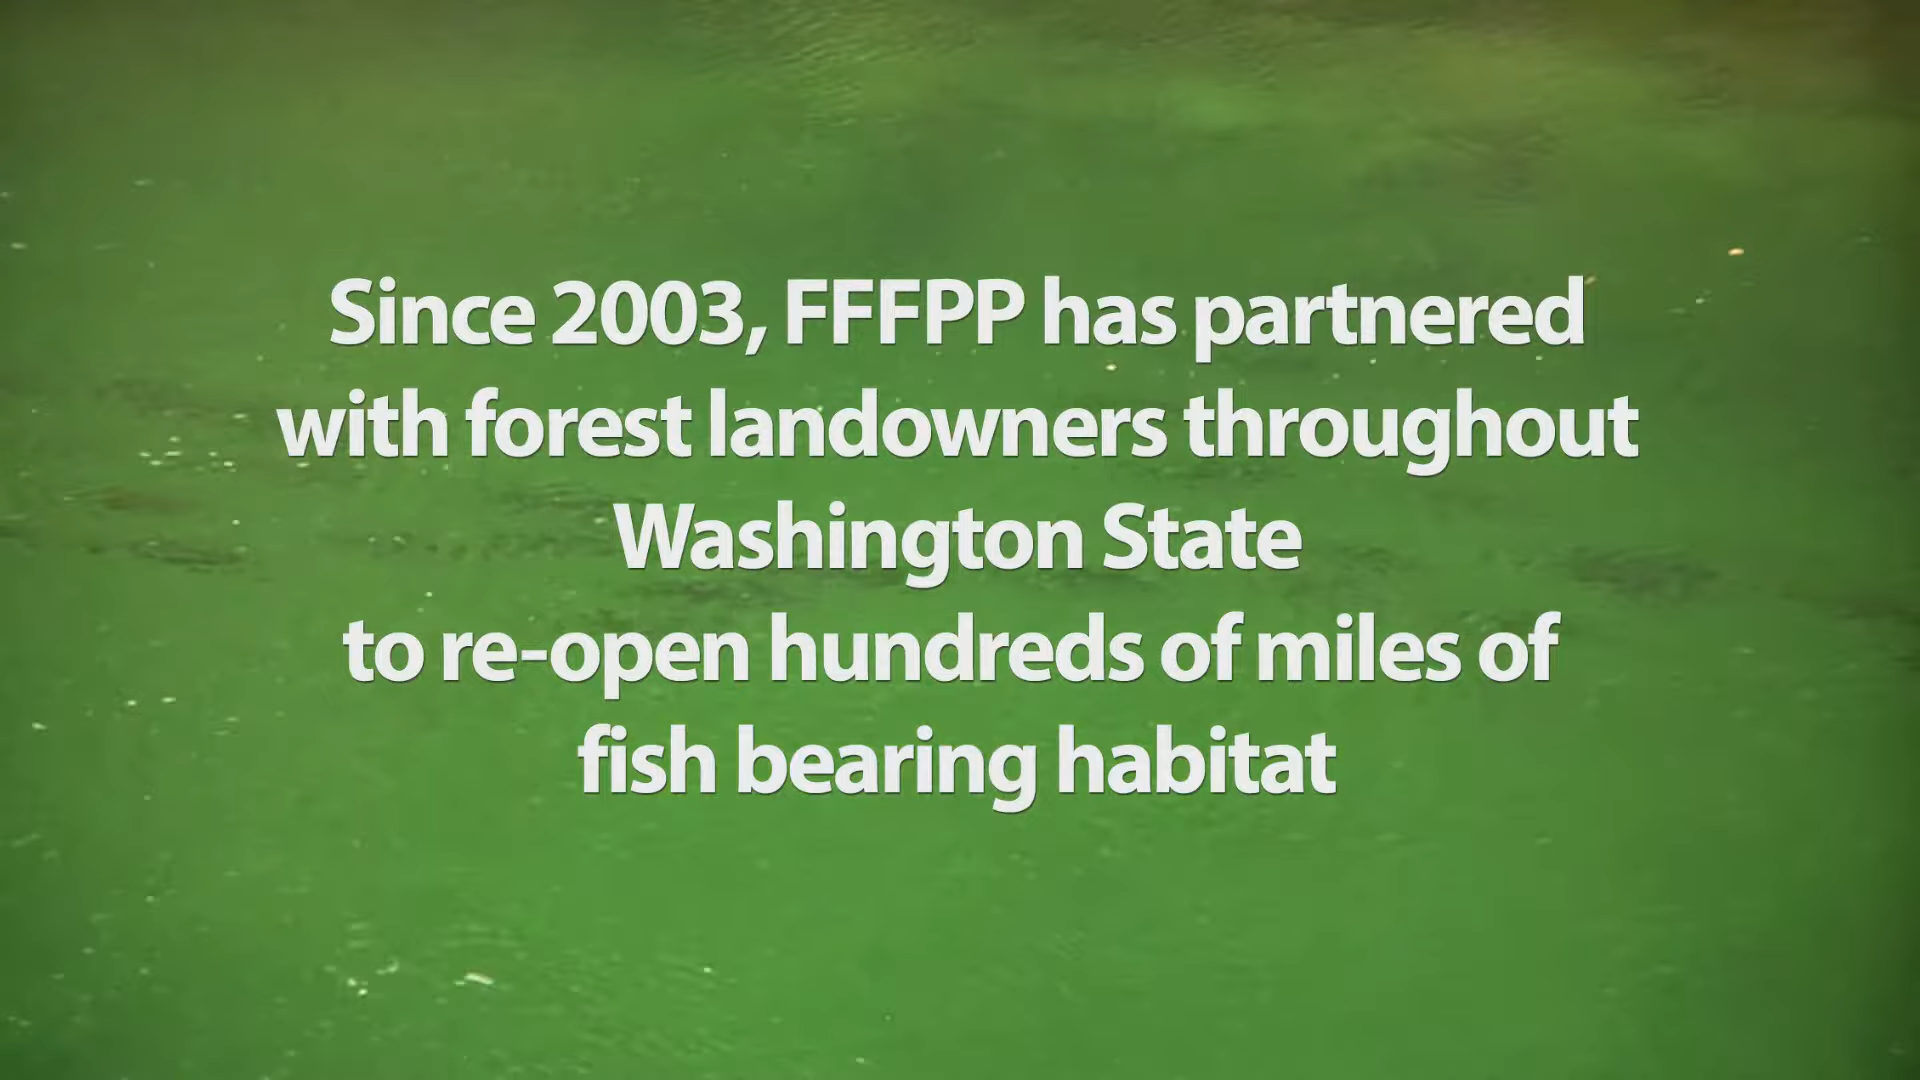 Since 2003, FFFPP has partnered
with forest landowners throughout
Washington State
to re-open hundreds of miles of
fish bearing habitat